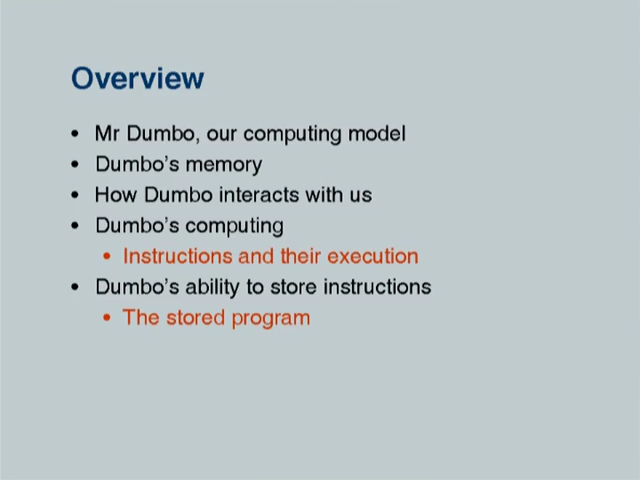 Overview
• Mr Dumbo, our computing model
• Dumbo's memory
• How Dumbo interacts with us
• Dumbo's computing
• Instructions and their execution
• Dumbo's ability to store instructions
• The stored program